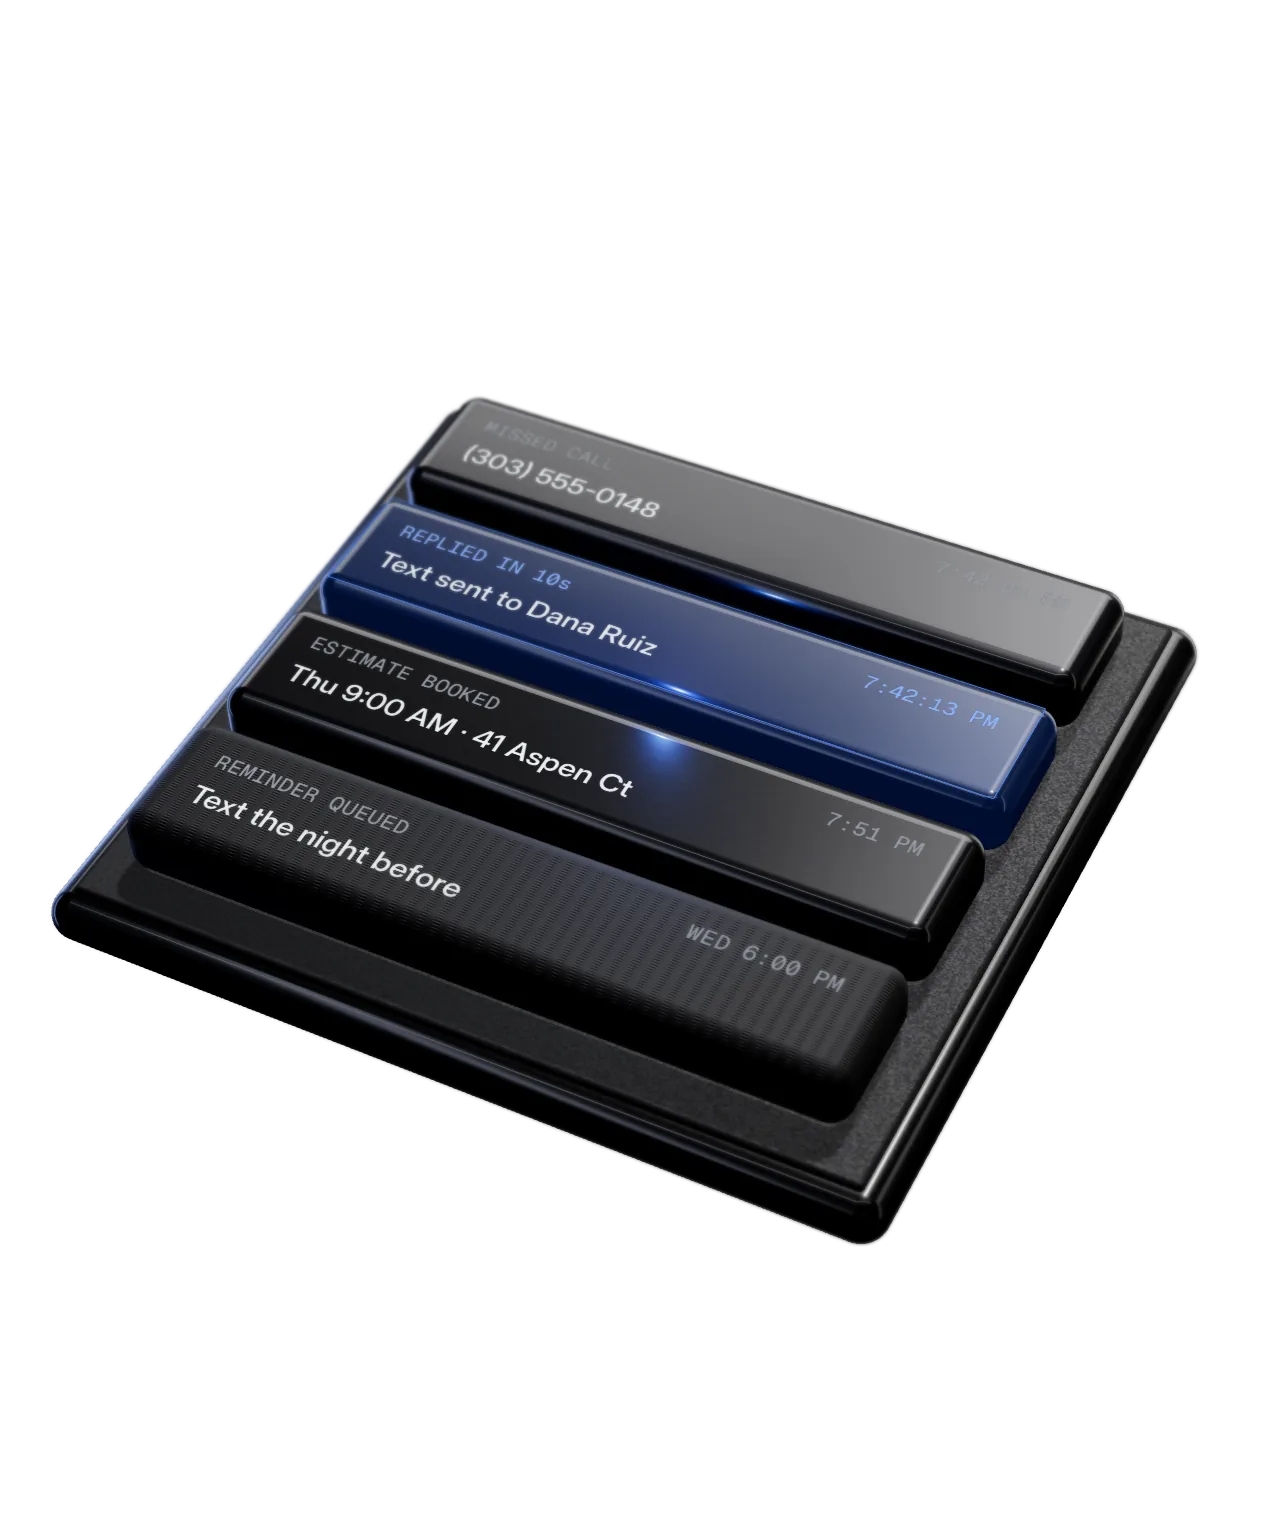 MISSED CALL
(303) 555-0148
REPLIED IN 10s
Text sent to Dana Ruiz
7:42:13 PM
ESTIMATE BOOKED
Thu 9:00 AM · 41 Aspen Ct
7:51 PM
REMINDER QUEUED
Text the night before
WED 6:00 PM